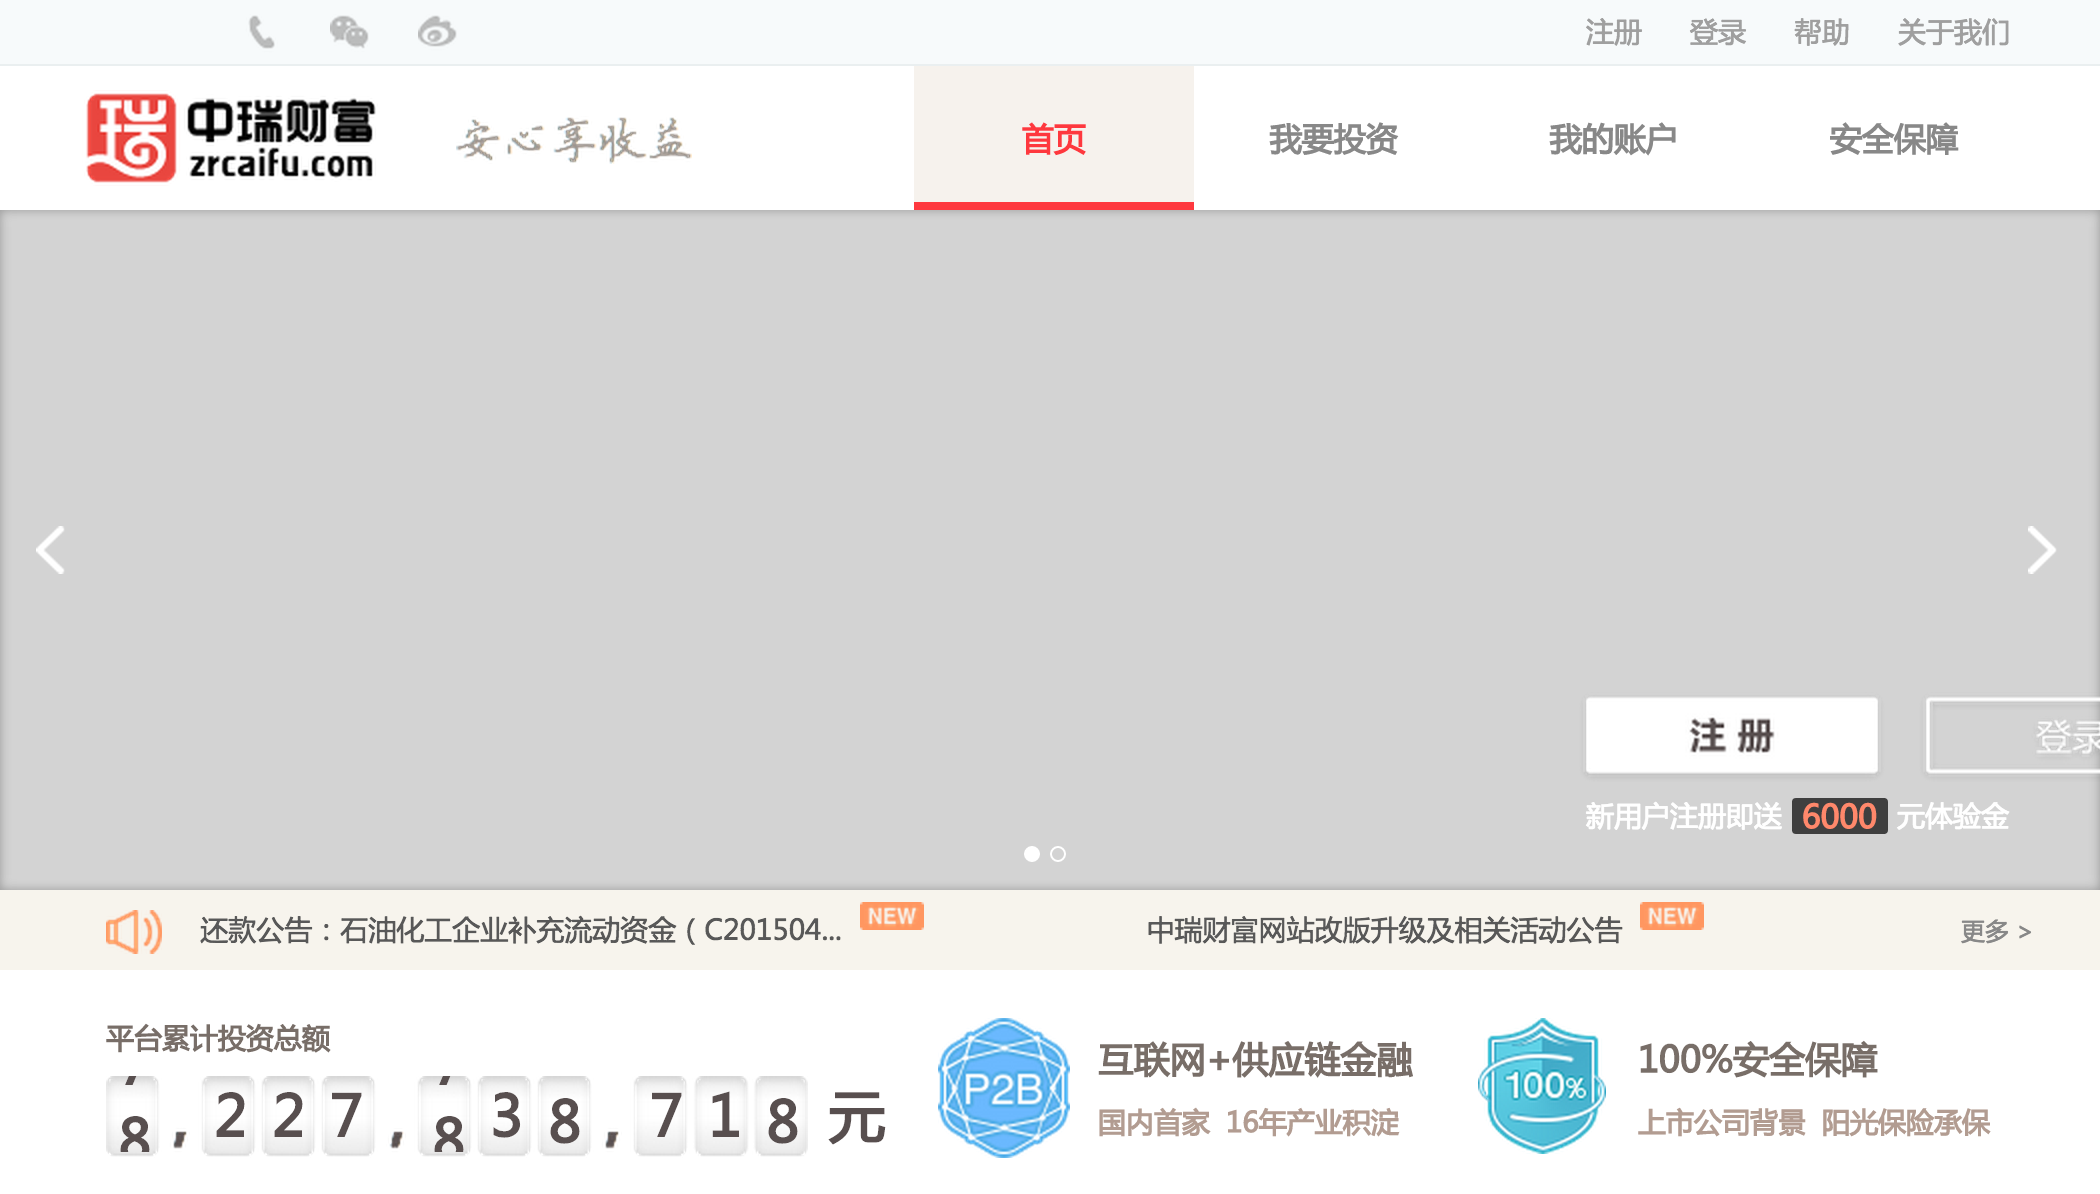 注册 登录 帮助 关于我们
瑞 中瑞财富
zrcaifu.com
安心享收益
首页 我要投资 我的账户 安全保障
注 册 登录
新用户注册即送 6000 元体验金
还款公告：石油化工企业补充流动资金（C201504... NEW 中瑞财富网站改版升级及相关活动公告 NEW 更多 >
平台累计投资总额
8,227,838,718 元
P2B
互联网+供应链金融
国内首家 16年产业积淀
100%
100%安全保障
上市公司背景 阳光保险承保